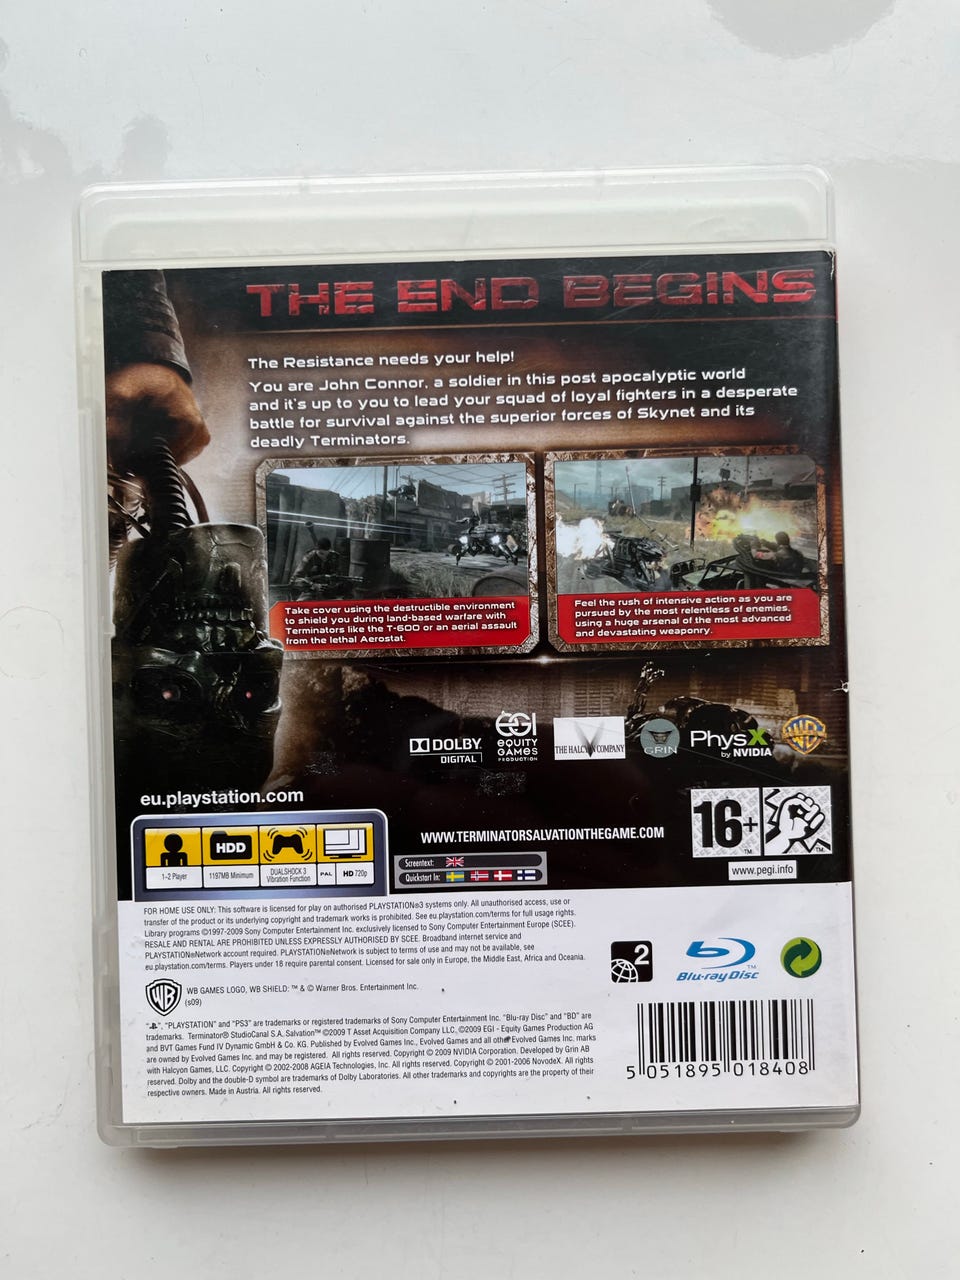 THE END BEGINS
The Resistance needs your help!
You are John Connor, a soldier in this post apocalyptic world
and it's up to you to lead your squad of loyal fighters in a desperate
battle for survival against the superior forces of Skynet and its
deadly Terminators.
Take cover using the destructible environment
to shield you during land-based warfare with
Terminators like the T-600 or an aerial assault
from the lethal Aerostat.
Feel the rush of intensive action as you are
pursued by the most relentless of enemies,
using a huge arsenal of the most advanced
and devastating weaponry.
DOLBY
DIGITAL
EGI
EQUITY
GAMES
PRODUCTION
THE HALCYON COMPANY
GRIN
PhysX
by NVIDIA
WB
eu.playstation.com
HDD
1-2 Player
1197MB Minimum
DUALSHOCK 3
Vibration Function
PAL
HD 720p
WWW.TERMINATORSALVATIONTHEGAME.COM
Screentext:
Quickstart In:
16+
TM
TM
www.pegi.info
FOR HOME USE ONLY: This software is licensed for play on authorised PLAYSTATION®3 systems only. All unauthorised access, use or
transfer of the product or its underlying copyright and trademark works is prohibited. See eu.playstation.com/terms for full usage rights.
Library programs ©1997-2009 Sony Computer Entertainment Inc. exclusively licensed to Sony Computer Entertainment Europe (SCEE).
RESALE AND RENTAL ARE PROHIBITED UNLESS EXPRESSLY AUTHORISED BY SCEE. Broadband internet service and
PLAYSTATION®Network account required. PLAYSTATION®Network is subject to terms of use and may not be available, see
eu.playstation.com/terms. Players under 18 require parental consent. Licensed for sale only in Europe, the Middle East, Africa and Oceania.
2
Blu-ray Disc
TM
WB
WB GAMES LOGO, WB SHIELD: ™ & © Warner Bros. Entertainment Inc.
(s09)
", "PLAYSTATION" and "PS3" are trademarks or registered trademarks of Sony Computer Entertainment Inc. "Blu-ray Disc" and "BD" are
trademarks. Terminator® StudioCanal S.A. Salvation™ ©2009 T Asset Acquisition Company LLC, ©2009 EGI - Equity Games Production AG
and BVT Games Fund IV Dynamic GmbH & Co. KG. Published by Evolved Games Inc., Evolved Games and all other Evolved Games Inc. marks
are owned by Evolved Games Inc. and may be registered. All rights reserved. Copyright © 2009 NVIDIA Corporation. Developed by Grin AB
with Halcyon Games, LLC. Copyright © 2002-2008 AGEIA Technologies, Inc. All rights reserved. Copyright © 2001-2006 NovodeX. All rights
reserved. Dolby and the double-D symbol are trademarks of Dolby Laboratories. All other trademarks and copyrights are the property of their
respective owners. Made in Austria. All rights reserved.
5 051895 018408